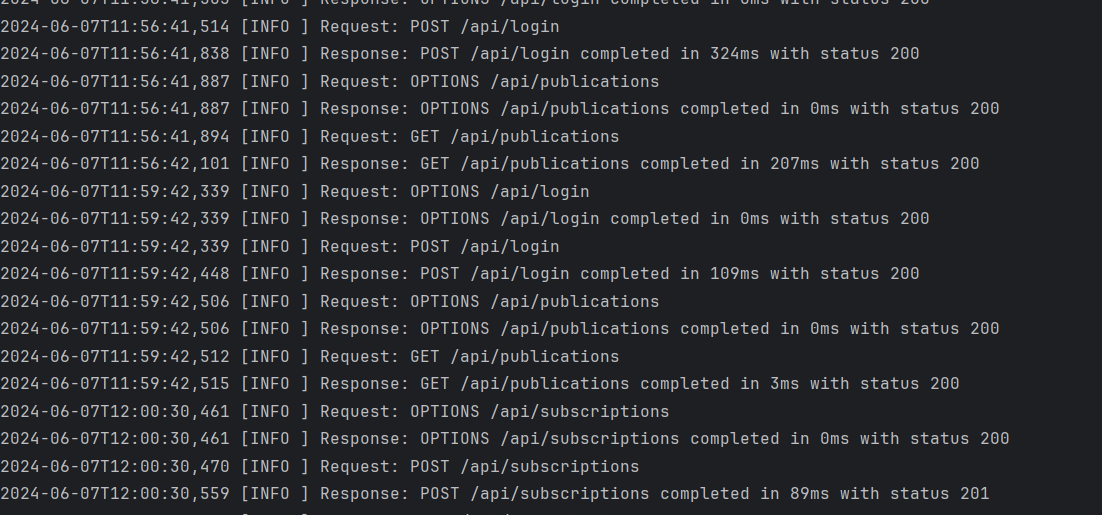 2024-06-07T11:56:41,514 [INFO ] Request: POST /api/login
2024-06-07T11:56:41,838 [INFO ] Response: POST /api/login completed in 324ms with status 200
2024-06-07T11:56:41,887 [INFO ] Request: OPTIONS /api/publications
2024-06-07T11:56:41,887 [INFO ] Response: OPTIONS /api/publications completed in 0ms with status 200
2024-06-07T11:56:41,894 [INFO ] Request: GET /api/publications
2024-06-07T11:56:42,101 [INFO ] Response: GET /api/publications completed in 207ms with status 200
2024-06-07T11:59:42,339 [INFO ] Request: OPTIONS /api/login
2024-06-07T11:59:42,339 [INFO ] Response: OPTIONS /api/login completed in 0ms with status 200
2024-06-07T11:59:42,339 [INFO ] Request: POST /api/login
2024-06-07T11:59:42,448 [INFO ] Response: POST /api/login completed in 109ms with status 200
2024-06-07T11:59:42,506 [INFO ] Request: OPTIONS /api/publications
2024-06-07T11:59:42,506 [INFO ] Response: OPTIONS /api/publications completed in 0ms with status 200
2024-06-07T11:59:42,512 [INFO ] Request: GET /api/publications
2024-06-07T11:59:42,515 [INFO ] Response: GET /api/publications completed in 3ms with status 200
2024-06-07T12:00:30,461 [INFO ] Request: OPTIONS /api/subscriptions
2024-06-07T12:00:30,461 [INFO ] Response: OPTIONS /api/subscriptions completed in 0ms with status 200
2024-06-07T12:00:30,470 [INFO ] Request: POST /api/subscriptions
2024-06-07T12:00:30,559 [INFO ] Response: POST /api/subscriptions completed in 89ms with status 201